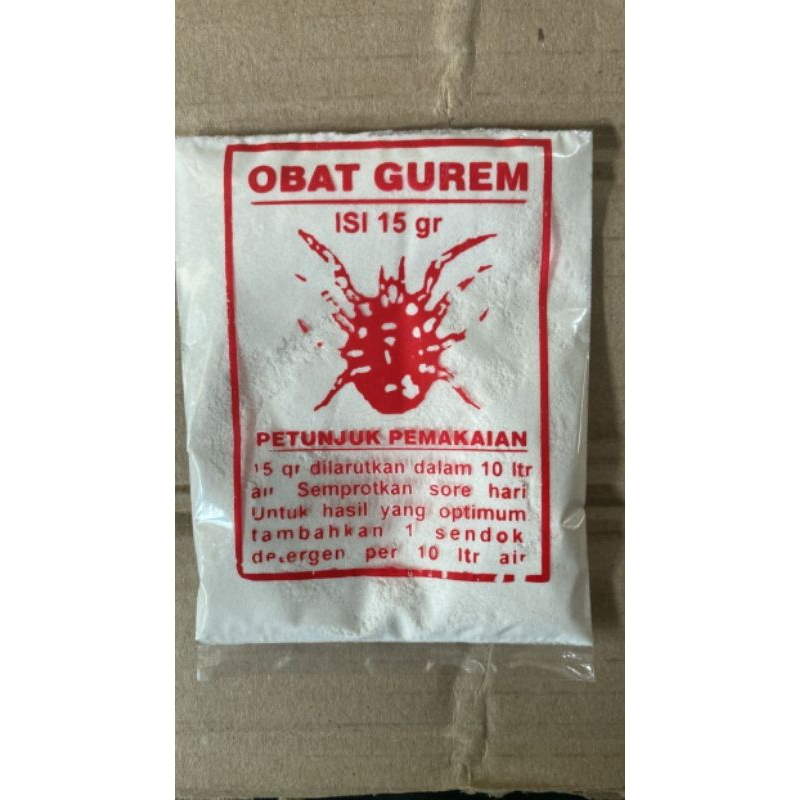 OBAT GUREM
ISI 15 gr
PETUNJUK PEMAKAIAN
15 gr dilarutkan dalam 10 ltr
air Semprotkan sore hari
Untuk hasil yang optimum
tambahkan 1 sendok
detergen per 10 ltr air